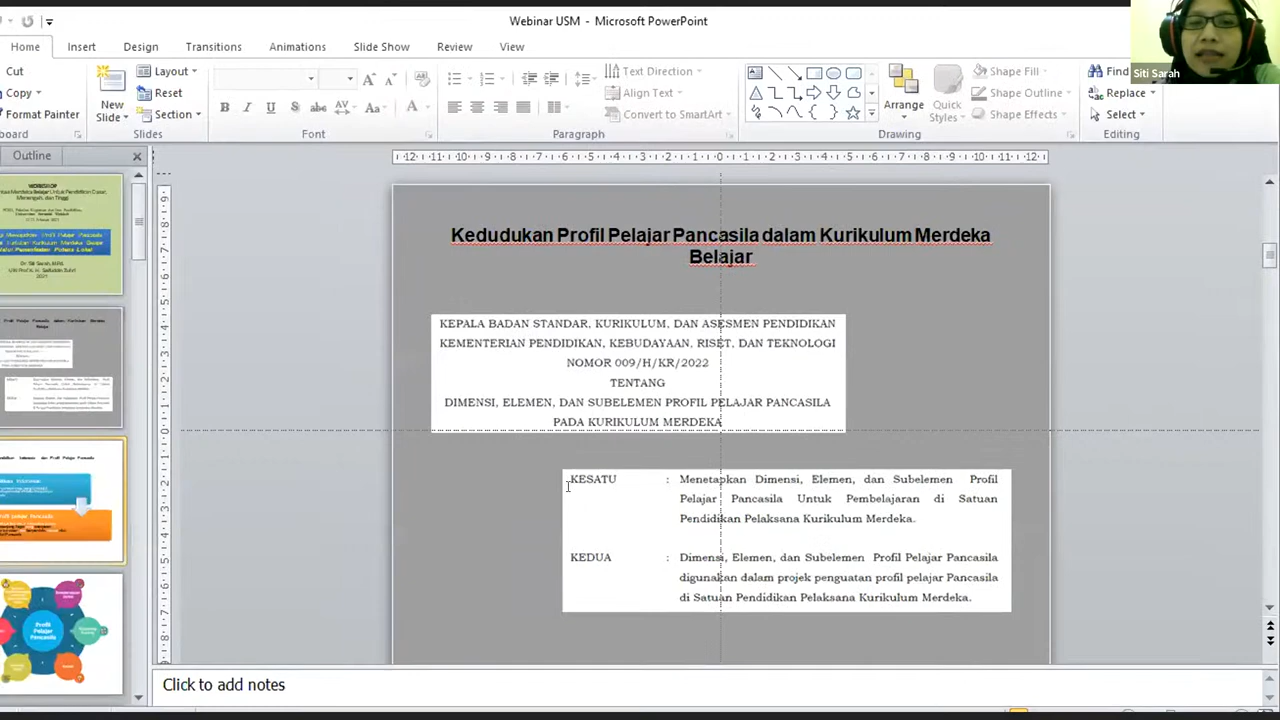 Webinar USM - Microsoft PowerPoint
Home Insert Design Transitions Animations Slide Show Review View
Cut
Copy
Format Painter
New Slide
Layout
Reset
Section
Slides
Font
Text Direction
Align Text
Convert to SmartArt
Paragraph
Arrange
Quick Styles
Shape Fill
Shape Outline
Shape Effects
Drawing
Find
Replace
Select
Editing
Siti Sarah
Outline
WORKSHOP
Profil Pelajar Pancasila
Kedudukan Profil Pelajar Pancasila dalam Kurikulum Merdeka
Belajar
KEPALA BADAN STANDAR, KURIKULUM, DAN ASESMEN PENDIDIKAN
KEMENTERIAN PENDIDIKAN, KEBUDAYAAN, RISET, DAN TEKNOLOGI
NOMOR 009/H/KR/2022
TENTANG
DIMENSI, ELEMEN, DAN SUBELEMEN PROFIL PELAJAR PANCASILA
PADA KURIKULUM MERDEKA
KESATU : Menetapkan Dimensi, Elemen, dan Subelemen Profil
Pelajar Pancasila Untuk Pembelajaran di Satuan
Pendidikan Pelaksana Kurikulum Merdeka.
KEDUA : Dimensi, Elemen, dan Subelemen Profil Pelajar Pancasila
digunakan dalam projek penguatan profil pelajar Pancasila
di Satuan Pendidikan Pelaksana Kurikulum Merdeka.
Click to add notes